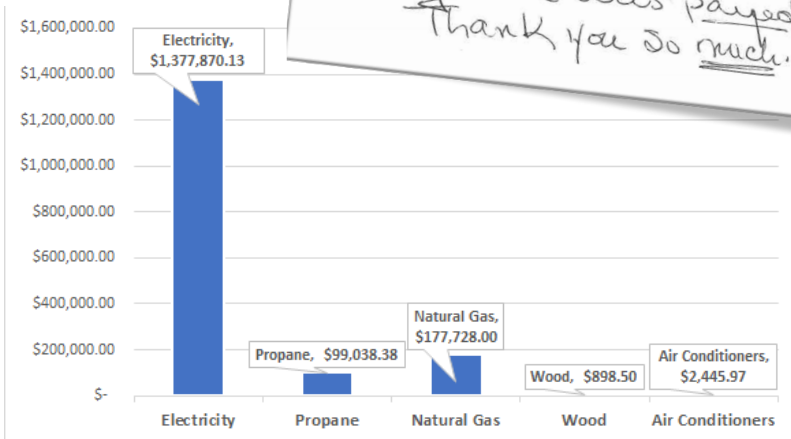 was payed
Thank you so much.
$1,600,000.00
$1,400,000.00
$1,200,000.00
$1,000,000.00
$800,000.00
$600,000.00
$400,000.00
$200,000.00
$-
Electricity,
$1,377,870.13
Propane, $99,038.38
Natural Gas,
$177,728.00
Wood, $898.50
Air Conditioners,
$2,445.97
Electricity Propane Natural Gas Wood Air Conditioners